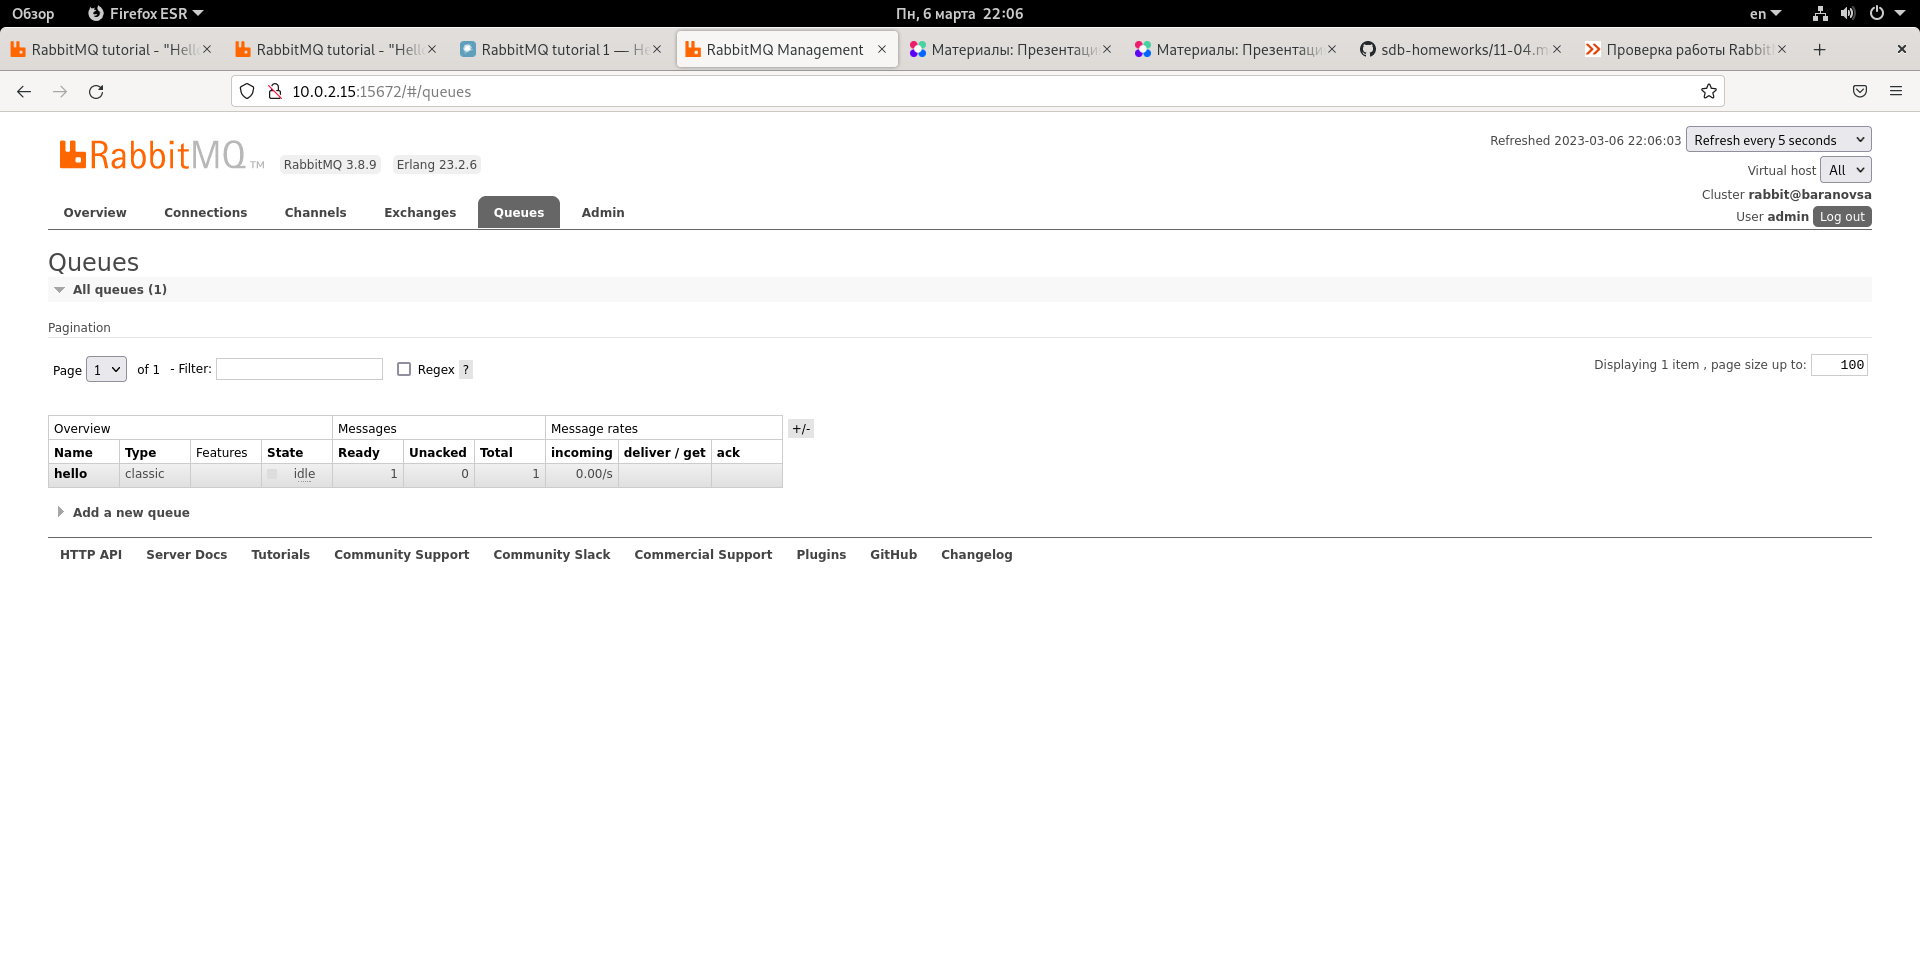 Обзор Firefox ESR Пн, 6 марта 22:06 en
RabbitMQ tutorial - "Hell RabbitMQ tutorial - "Hell RabbitMQ tutorial 1 — He RabbitMQ Management Материалы: Презентаци Материалы: Презентаци sdb-homeworks/11-04.m Проверка работы Rabbit
10.0.2.15:15672/#/queues
RabbitMQ TM RabbitMQ 3.8.9 Erlang 23.2.6
Refreshed 2023-03-06 22:06:03 Refresh every 5 seconds
Virtual host All
Cluster rabbit@baranovsa
User admin Log out
Overview Connections Channels Exchanges Queues Admin
Queues
All queues (1)
Pagination
Page 1 of 1 - Filter: Regex ? Displaying 1 item , page size up to: 100
Overview Messages Message rates +/-
Name Type Features State Ready Unacked Total incoming deliver / get ack
hello classic idle 1 0 1 0.00/s
Add a new queue
HTTP API Server Docs Tutorials Community Support Community Slack Commercial Support Plugins GitHub Changelog